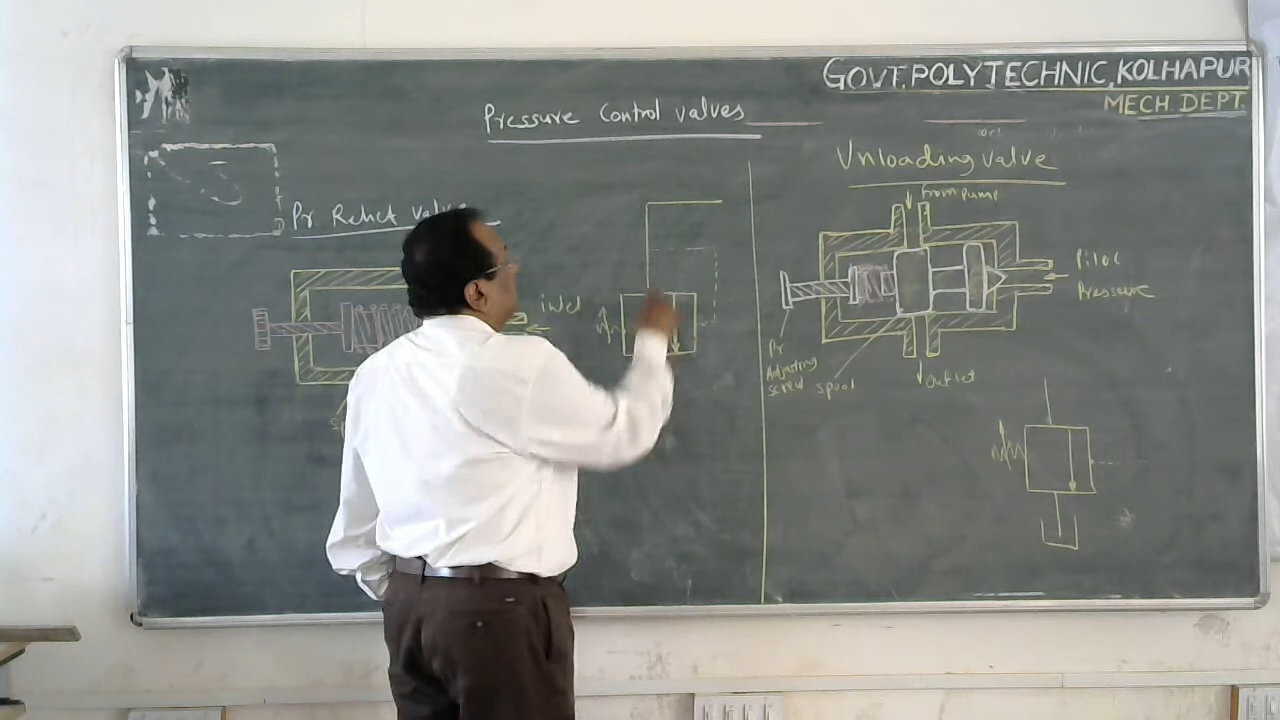 GOVT. POLYTECHNIC, KOLHAPUR
MECH DEPT.
Pressure Control valves
Pr Relief valve
inlet
Unloading valve
from pump
Pilot
Pressure
Pr
Adjusting
screw
spool
outlet